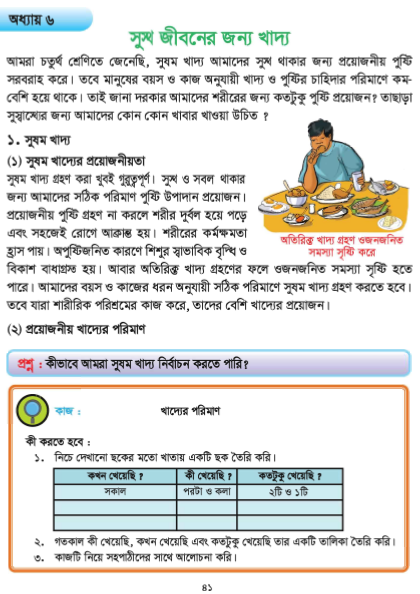 অধ্যায় ৬
সুস্থ জীবনের জন্য খাদ্য
আমরা চতুর্থ শ্রেণিতে জেনেছি, সুষম খাদ্য আমাদের সুস্থ থাকার জন্য প্রয়োজনীয় পুষ্টি
সরবরাহ করে। তবে মানুষের বয়স ও কাজ অনুযায়ী খাদ্য ও পুষ্টির চাহিদার পরিমাণে কম-
বেশি হয়ে থাকে। তাই জানা দরকার আমাদের শরীরের জন্য কতটুকু পুষ্টি প্রয়োজন? তাছাড়া
সুস্বাস্থ্যের জন্য আমাদের কোন কোন খাবার খাওয়া উচিত ?
১. সুষম খাদ্য
(১) সুষম খাদ্যের প্রয়োজনীয়তা
সুষম খাদ্য গ্রহণ করা খুবই গুরুত্বপূর্ণ। সুস্থ ও সবল থাকার
জন্য আমাদের সঠিক পরিমাণ পুষ্টি উপাদান প্রয়োজন।
প্রয়োজনীয় পুষ্টি গ্রহণ না করলে শরীর দুর্বল হয়ে পড়ে
এবং সহজেই রোগে আক্রান্ত হয়। শরীরের কর্মক্ষমতা
হ্রাস পায়। অপুষ্টিজনিত কারণে শিশুর স্বাভাবিক বৃদ্ধি ও
অতিরিক্ত খাদ্য গ্রহণ ওজনজনিত
সমস্যা সৃষ্টি করে
বিকাশ বাধাগ্রস্ত হয়। আবার অতিরিক্ত খাদ্য গ্রহণের ফলে ওজনজনিত সমস্যা সৃষ্টি হতে
পারে। আমাদের বয়স ও কাজের ধরন অনুযায়ী সঠিক পরিমাণে সুষম খাদ্য গ্রহণ করতে হবে।
তবে যারা শারীরিক পরিশ্রমের কাজ করে, তাদের বেশি খাদ্যের প্রয়োজন।
(২) প্রয়োজনীয় খাদ্যের পরিমাণ
প্রশ্ন : কীভাবে আমরা সুষম খাদ্য নির্বাচন করতে পারি?
কাজ : খাদ্যের পরিমাণ
কী করতে হবে :
১. নিচে দেখানো ছকের মতো খাতায় একটি ছক তৈরি করি।
কখন খেয়েছি ? কী খেয়েছি ? কতটুকু খেয়েছি ?
সকাল পরটা ও কলা ২টি ও ১টি
২. গতকাল কী খেয়েছি, কখন খেয়েছি এবং কতটুকু খেয়েছি তার একটি তালিকা তৈরি করি।
৩. কাজটি নিয়ে সহপাঠীদের সাথে আলোচনা করি।
৪১